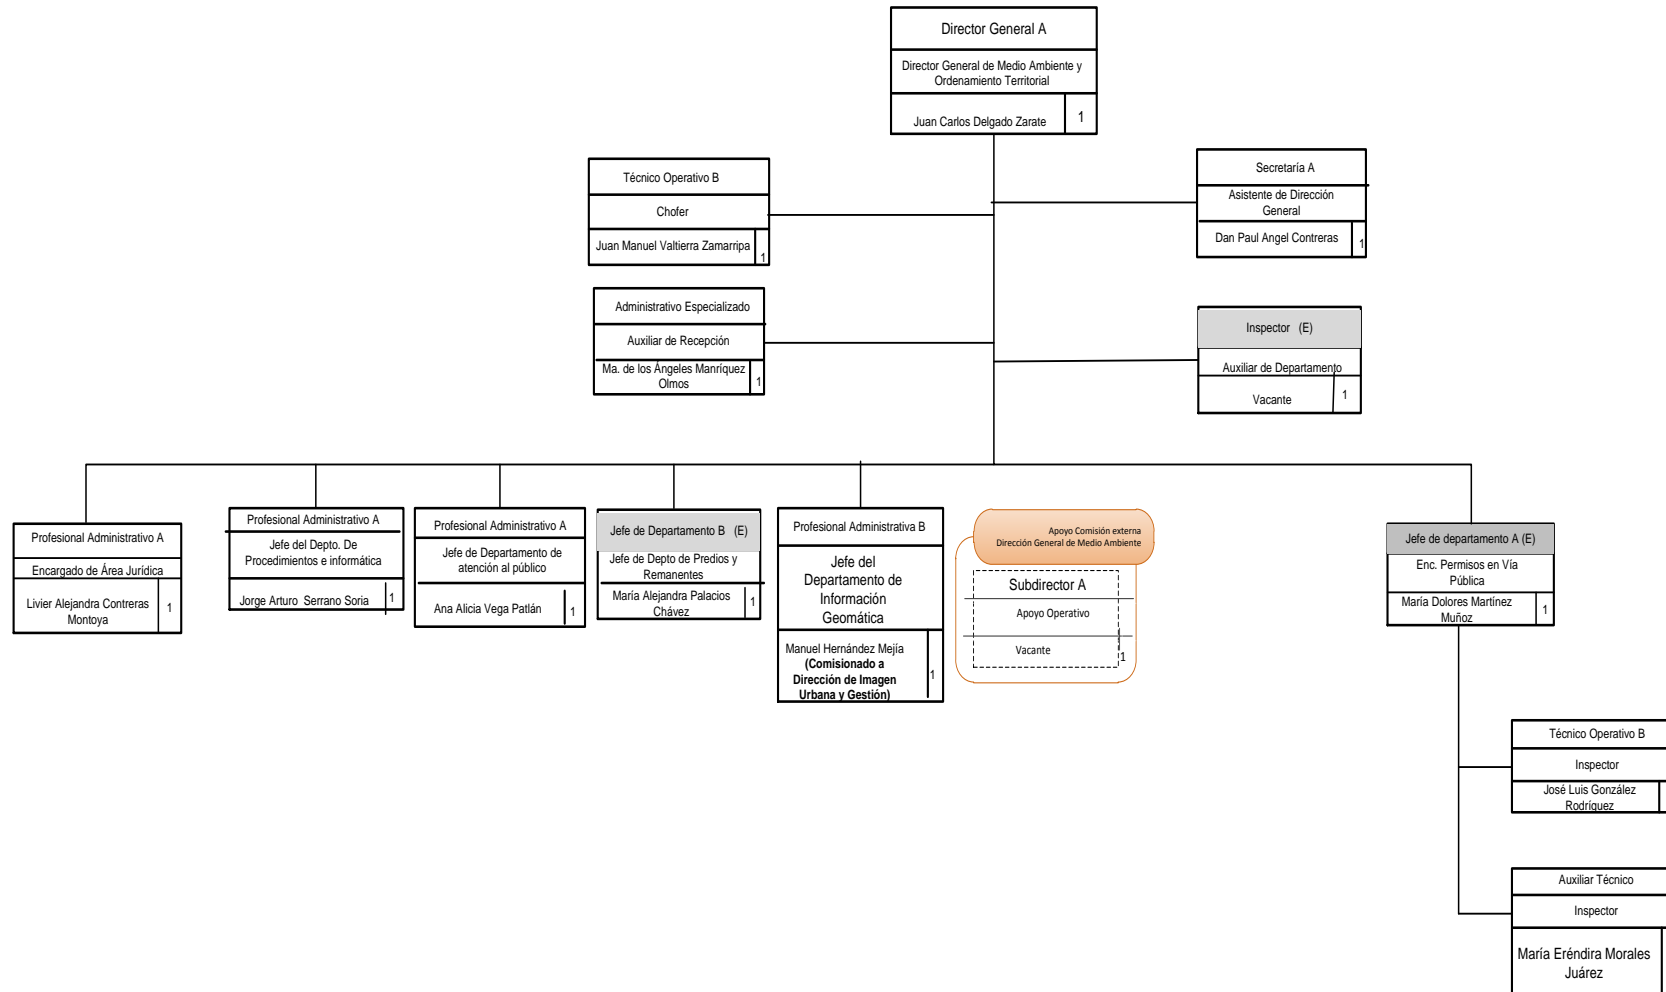 Director General A
Director General de Medio Ambiente y
Ordenamiento Territorial
Juan Carlos Delgado Zarate
1
Técnico Operativo B
Chofer
Juan Manuel Valtierra Zamarripa
1
Secretaría A
Asistente de Dirección
General
Dan Paul Angel Contreras
1
Administrativo Especializado
Auxiliar de Recepción
Ma. de los Ángeles Manríquez
Olmos
1
Inspector (E)
Auxiliar de Departamento
Vacante
1
Profesional Administrativo A
Encargado de Área Jurídica
Livier Alejandra Contreras
Montoya
1
Profesional Administrativo A
Jefe del Depto. De
Procedimientos e informática
Jorge Arturo Serrano Soria
1
Profesional Administrativo A
Jefe de Departamento de
atención al público
Ana Alicia Vega Patlán
1
Jefe de Departamento B (E)
Jefe de Depto de Predios y
Remanentes
María Alejandra Palacios
Chávez
1
Profesional Administrativa B
Jefe del
Departamento de
Información
Geomática
Manuel Hernández Mejía
(Comisionado a
Dirección de Imagen
Urbana y Gestión)
1
Apoyo Comisión externa
Dirección General de Medio Ambiente
Subdirector A
Apoyo Operativo
Vacante
1
Jefe de departamento A (E)
Enc. Permisos en Vía
Pública
María Dolores Martínez
Muñoz
1
Técnico Operativo B
Inspector
José Luis González
Rodríguez
Auxiliar Técnico
Inspector
María Eréndira Morales
Juárez